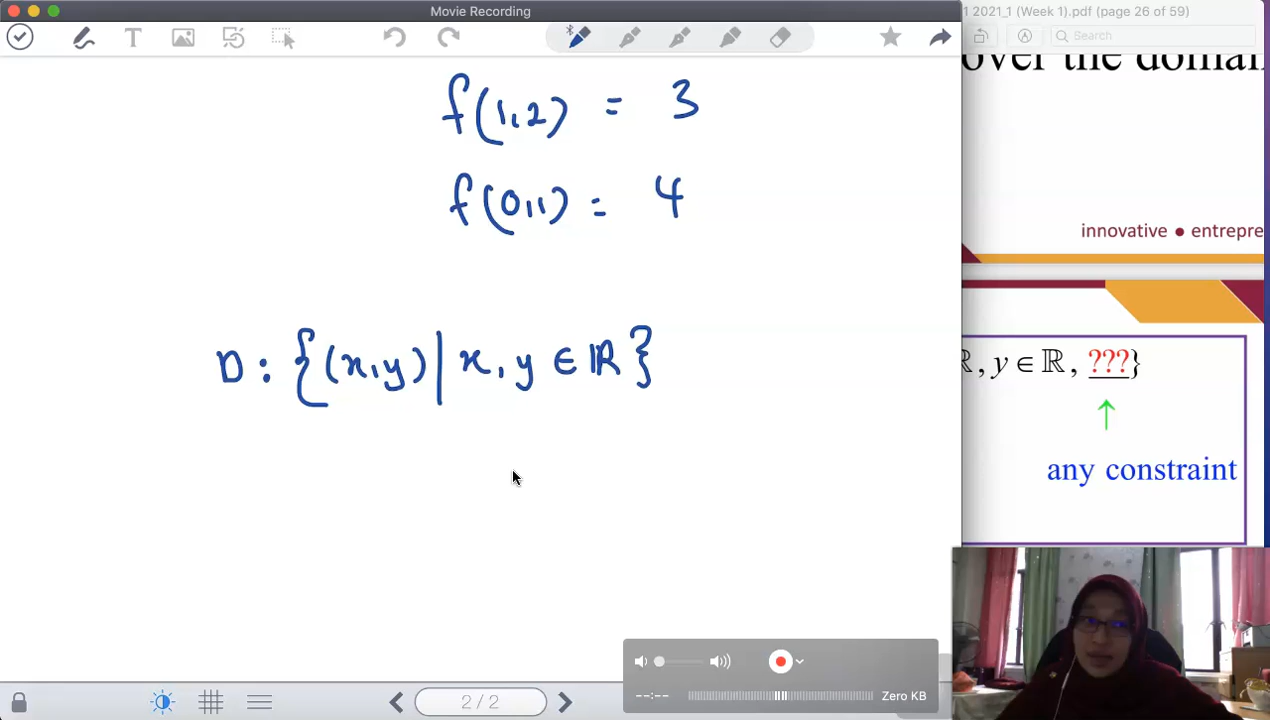 Movie Recording
1 2021_1 (Week 1).pdf (page 26 of 59)
T
Search
over the domai
f(1,2) = 3
f(0,1) = 4
innovative ● entrepre
D : {(x,y)| x, y ∈ ℝ}
ℝ, y ∈ ℝ, ???}
↑
any constraint
--:--
Zero KB
2 / 2